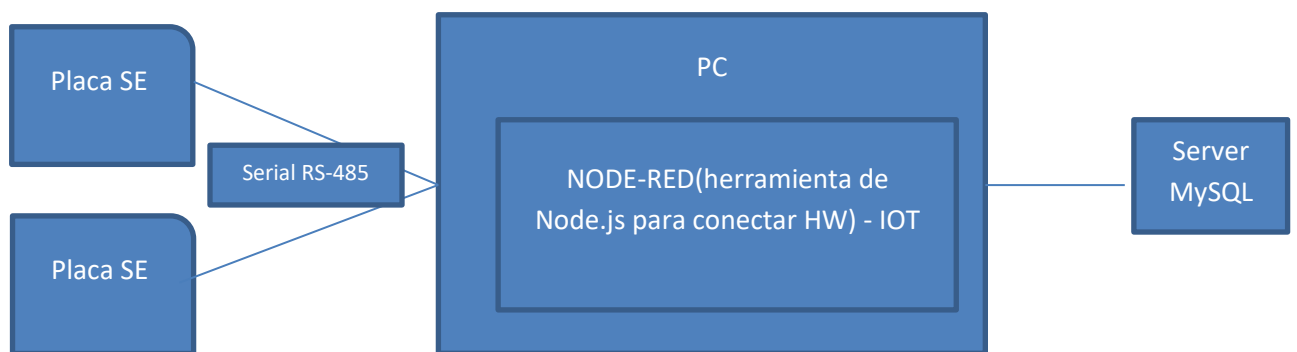 Placa SE
Serial RS-485
Placa SE
PC
NODE-RED(herramienta de
Node.js para conectar HW) - IOT
Server
MySQL